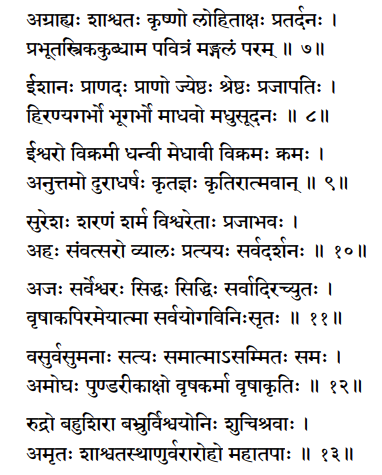 अग्राह्यः शाश्वतः कृष्णो लोहिताक्षः प्रतर्दनः ।
प्रभूतस्त्रिककुब्धाम पवित्रं मङ्गलं परम् ॥ ७॥
ईशानः प्राणदः प्राणो ज्येष्ठः श्रेष्ठः प्रजापतिः ।
हिरण्यगर्भो भूगर्भो माधवो मधुसूदनः ॥ ८॥
ईश्वरो विक्रमी धन्वी मेधावी विक्रमः क्रमः ।
अनुत्तमो दुराधर्षः कृतज्ञः कृतिरात्मवान् ॥ ९॥
सुरेशः शरणं शर्म विश्वरेताः प्रजाभवः ।
अहः संवत्सरो व्यालः प्रत्ययः सर्वदर्शनः ॥ १०॥
अजः सर्वेश्वरः सिद्धः सिद्धिः सर्वादिरच्युतः ।
वृषाकपिरमेयात्मा सर्वयोगविनिःसृतः ॥ ११॥
वसुर्वसुमनाः सत्यः समात्माऽसम्मितः समः ।
अमोघः पुण्डरीकाक्षो वृषकर्मा वृषाकृतिः ॥ १२॥
रुद्रो बहुशिरा बभ्रुर्विश्वयोनिः शुचिश्रवाः ।
अमृतः शाश्वतस्थाणुर्वरारोहो महातपाः ॥ १३॥